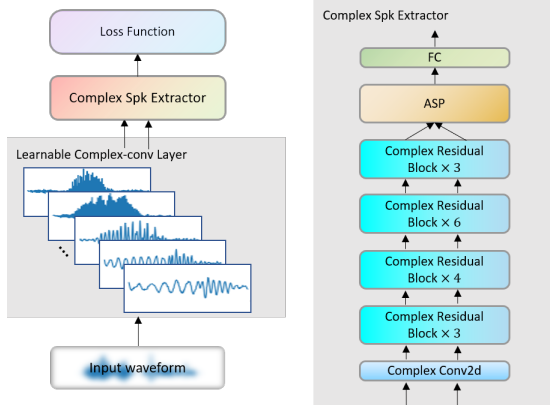 Loss Function
Complex Spk Extractor
Learnable Complex-conv Layer
Input waveform
Complex Spk Extractor
FC
ASP
Complex Residual
Block × 3
Complex Residual
Block × 6
Complex Residual
Block × 4
Complex Residual
Block × 3
Complex Conv2d